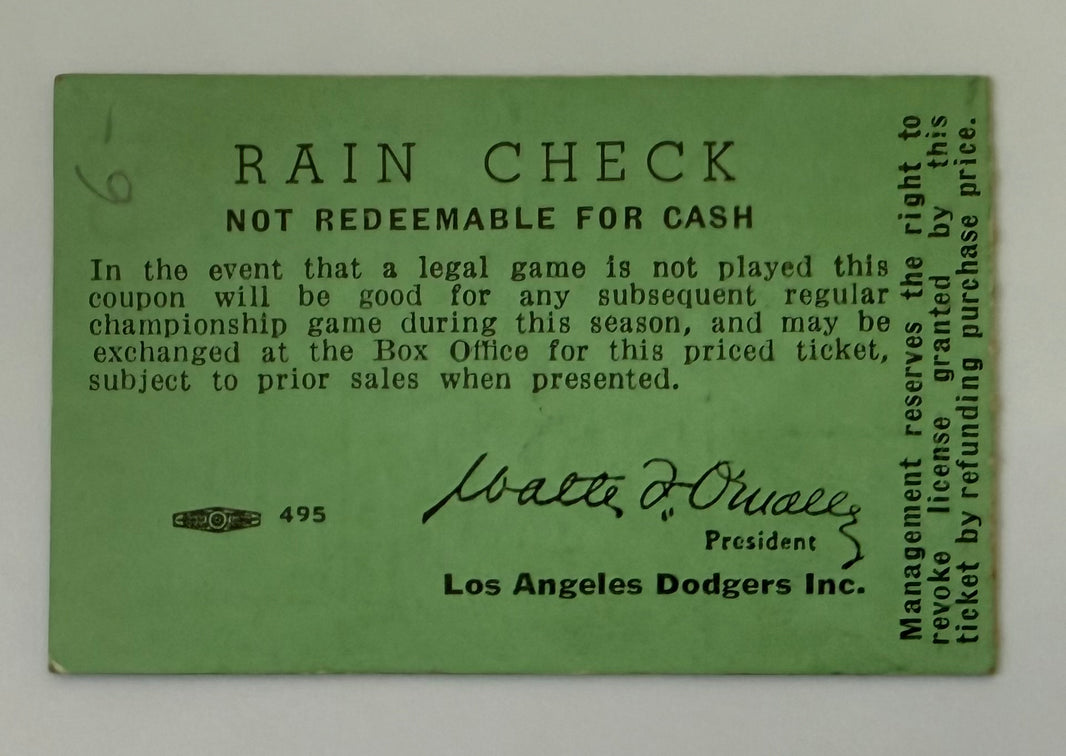 6-
RAIN CHECK
NOT REDEEMABLE FOR CASH
In the event that a legal game is not played this
coupon will be good for any subsequent regular
championship game during this season, and may be
exchanged at the Box Office for this priced ticket,
subject to prior sales when presented.
495
Walter F. O'Malley
President
Los Angeles Dodgers Inc.
Management reserves the right to
revoke license granted by this
ticket by refunding purchase price.